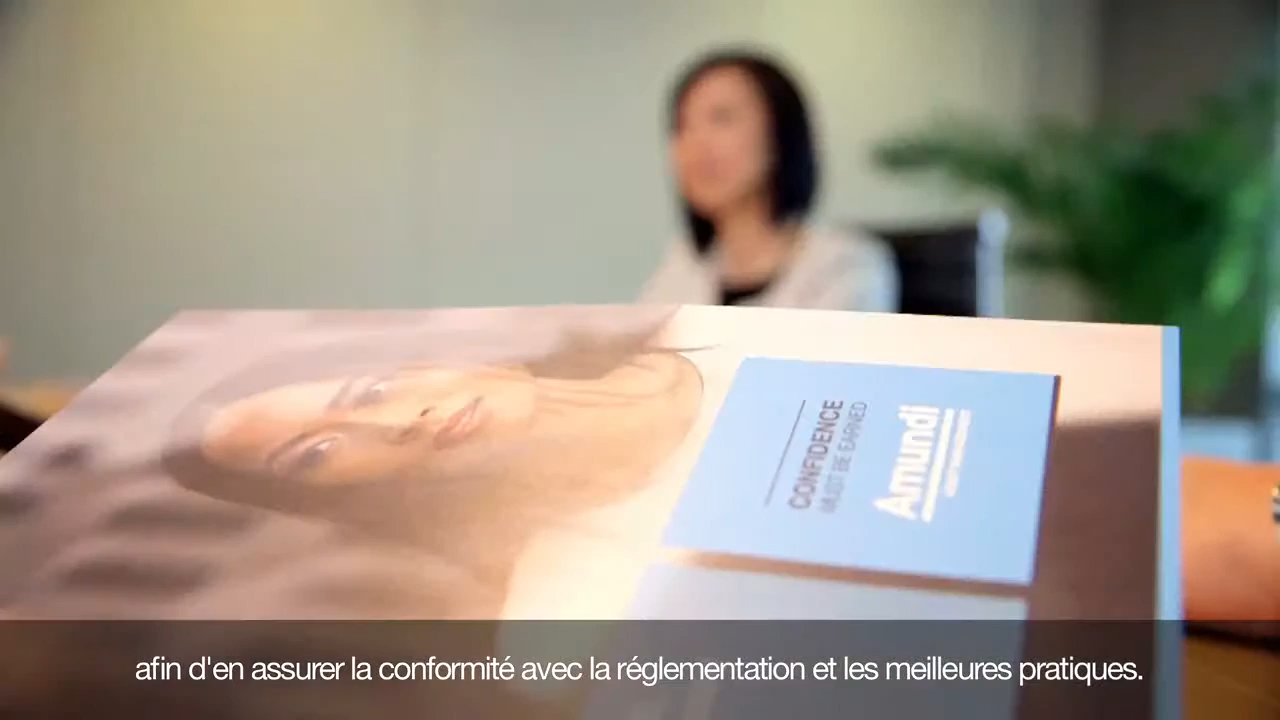 CONFIDENCE
MUST BE EARNED
Amundi
afin d'en assurer la conformité avec la réglementation et les meilleures pratiques.